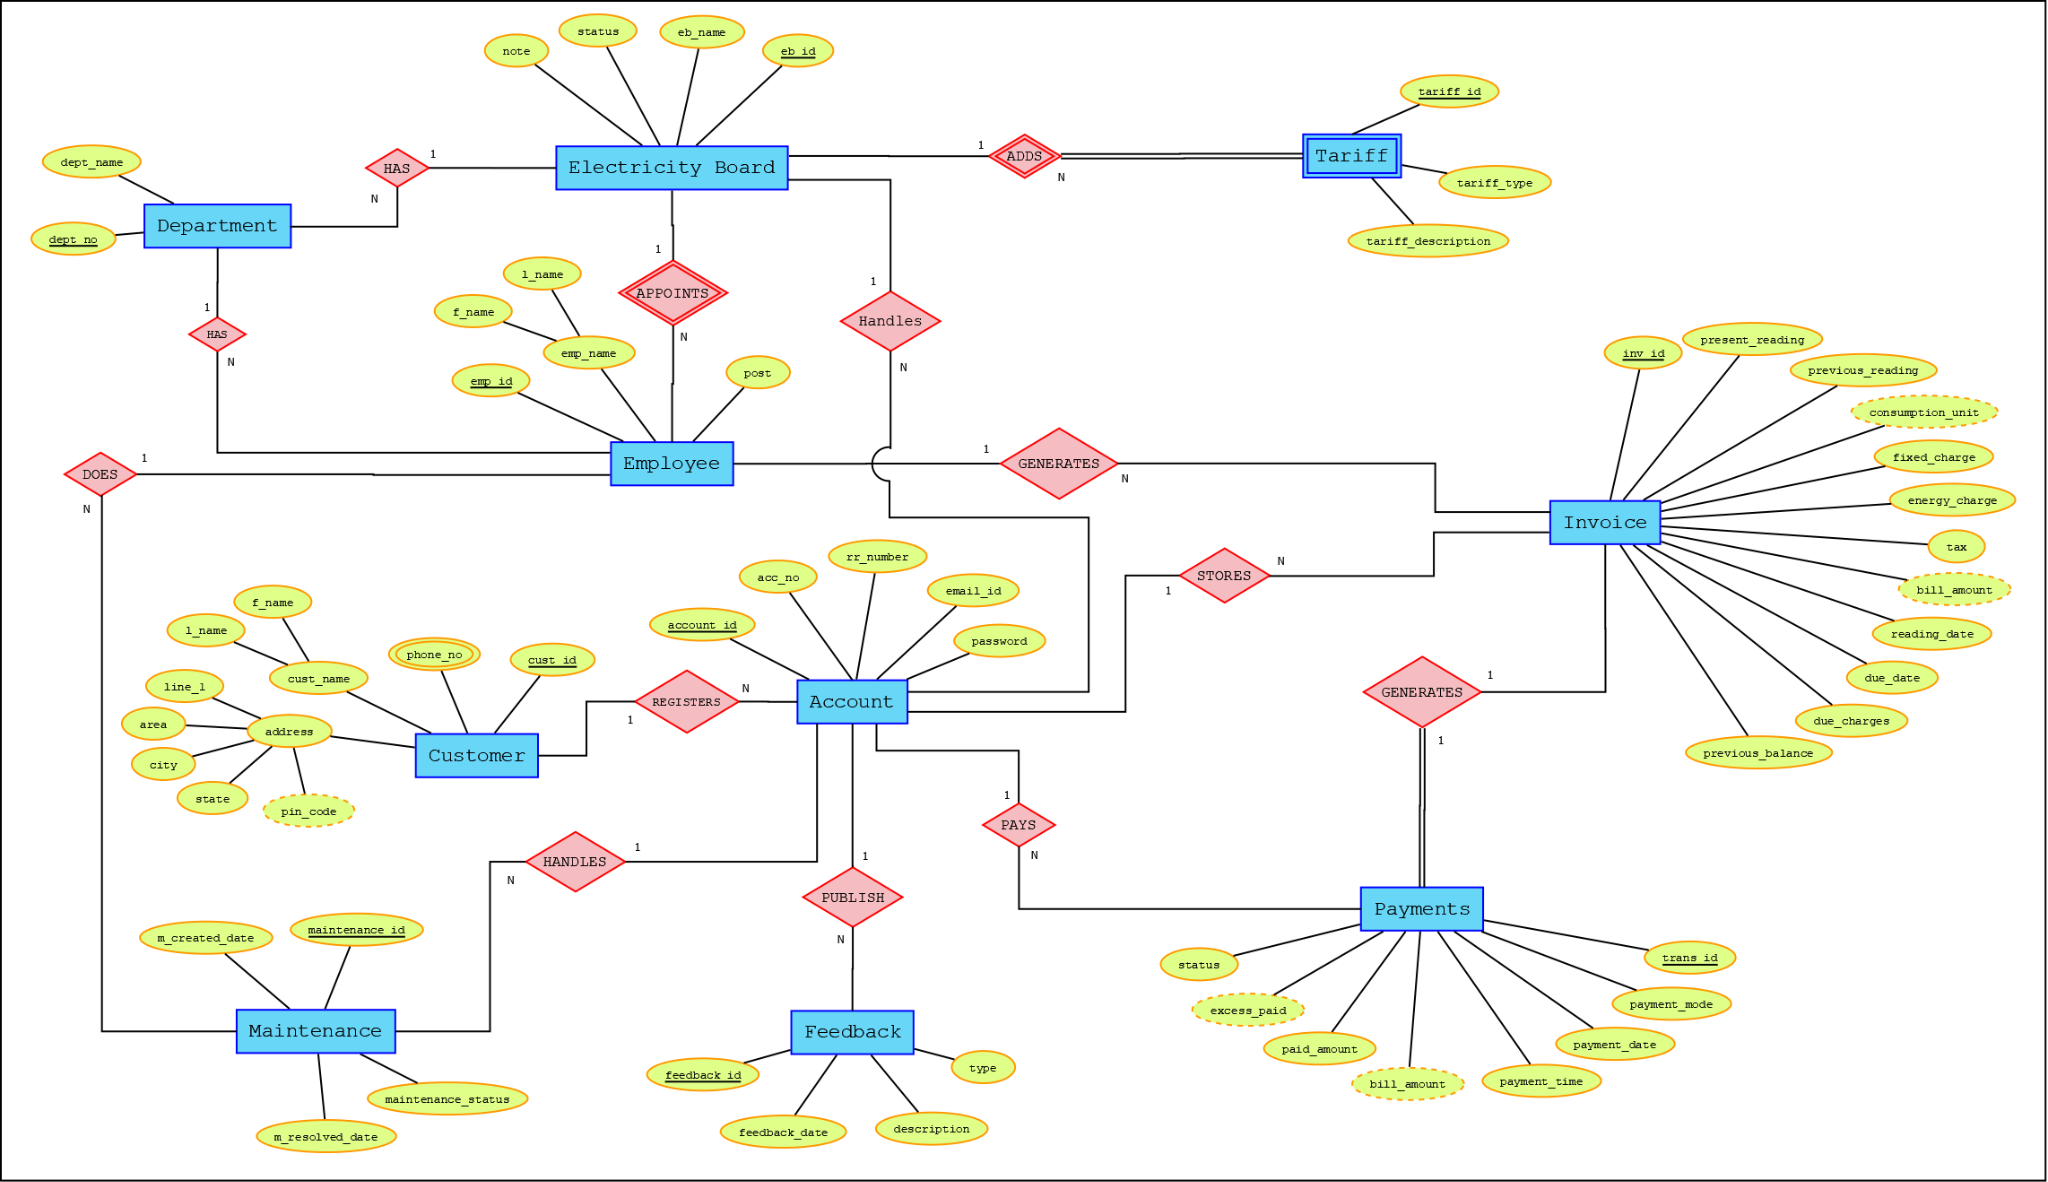 note
status
eb_name
eb_id
tariff_id
dept_name
HAS
1
N
Electricity Board
1
ADDS
N
Tariff
tariff_type
tariff_description
Department
dept_no
1
HAS
N
1
APPOINTS
N
1
Handles
N
l_name
f_name
emp_name
emp_id
post
inv_id
present_reading
previous_reading
consumption_unit
fixed_charge
energy_charge
tax
bill_amount
reading_date
due_date
due_charges
previous_balance
DOES
1
N
Employee
1
GENERATES
N
Invoice
STORES
N
1
acc_no
rr_number
email_id
account_id
password
f_name
l_name
cust_name
phone_no
cust_id
line_1
area
address
city
state
pin_code
Customer
REGISTERS
N
1
Account
GENERATES
1
1
1
PAYS
N
HANDLES
1
N
1
PUBLISH
N
Payments
status
excess_paid
paid_amount
bill_amount
payment_time
payment_date
payment_mode
trans_id
m_created_date
maintenance_id
Maintenance
maintenance_status
m_resolved_date
Feedback
feedback_id
type
feedback_date
description